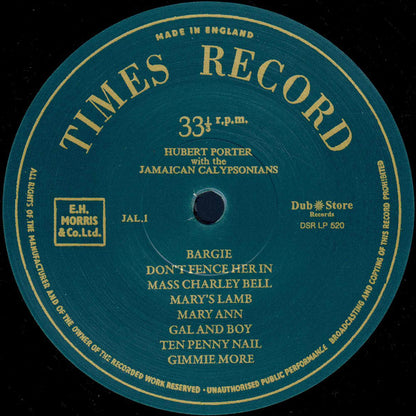 MADE IN ENGLAND
TIMES RECORD
33⅓ r.p.m.
HUBERT PORTER
with the
JAMAICAN CALYPSONIANS
E.H.
MORRIS
& Co. Ltd.
JAL.1
Dub Store
Records
DSR LP 520
BARGIE
DON'T FENCE HER IN
MASS CHARLEY BELL
MARY'S LAMB
MARY ANN
GAL AND BOY
TEN PENNY NAIL
GIMMIE MORE
ALL RIGHTS OF THE MANUFACTURER AND OF THE OWNER OF THE RECORDED WORK RESERVED · UNAUTHORISED PUBLIC PERFORMANCE BROADCASTING AND COPYING OF THIS RECORD PROHIBITED